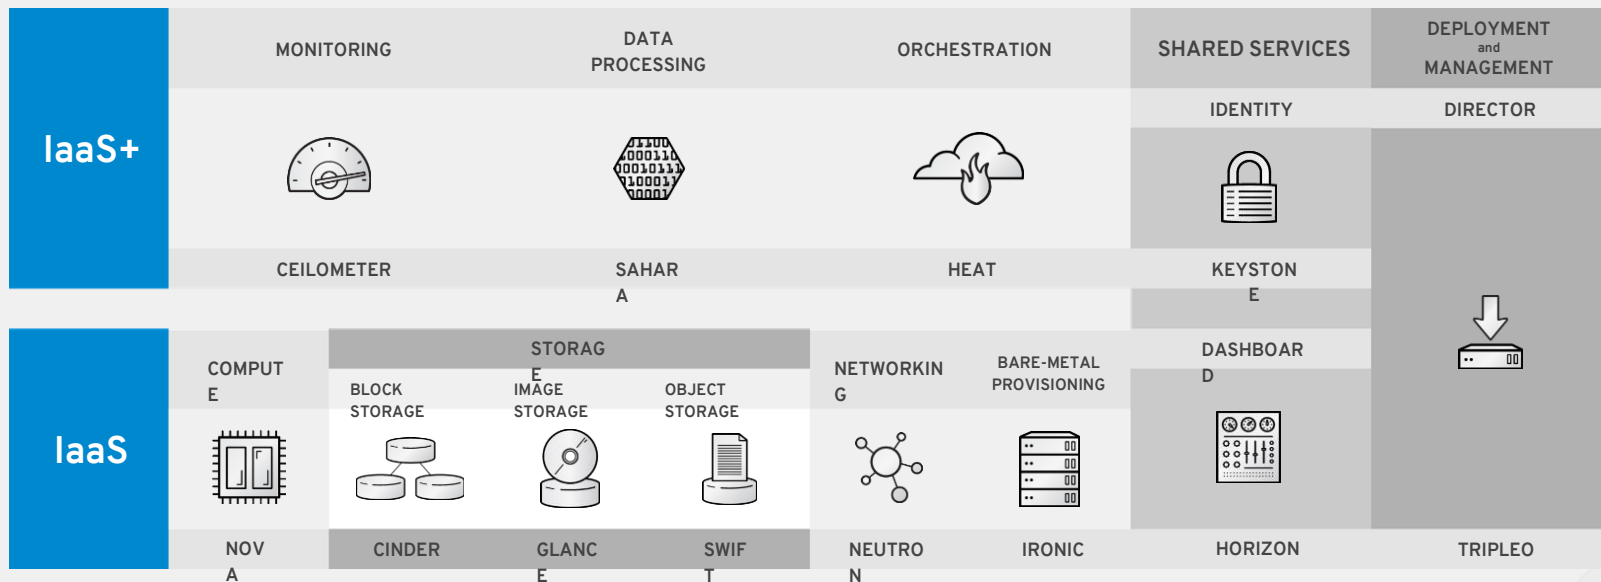 MONITORING
DATA
PROCESSING
ORCHESTRATION
SHARED SERVICES
DEPLOYMENT
and
MANAGEMENT
IaaS+
IDENTITY
DIRECTOR
CEILOMETER
SAHAR
A
HEAT
KEYSTON
E
IaaS
COMPUT
E
STORAG
E
BLOCK
STORAGE
IMAGE
STORAGE
OBJECT
STORAGE
NETWORKIN
G
BARE-METAL
PROVISIONING
DASHBOAR
D
NOV
A
CINDER
GLANC
E
SWIF
T
NEUTRO
N
IRONIC
HORIZON
TRIPLEO